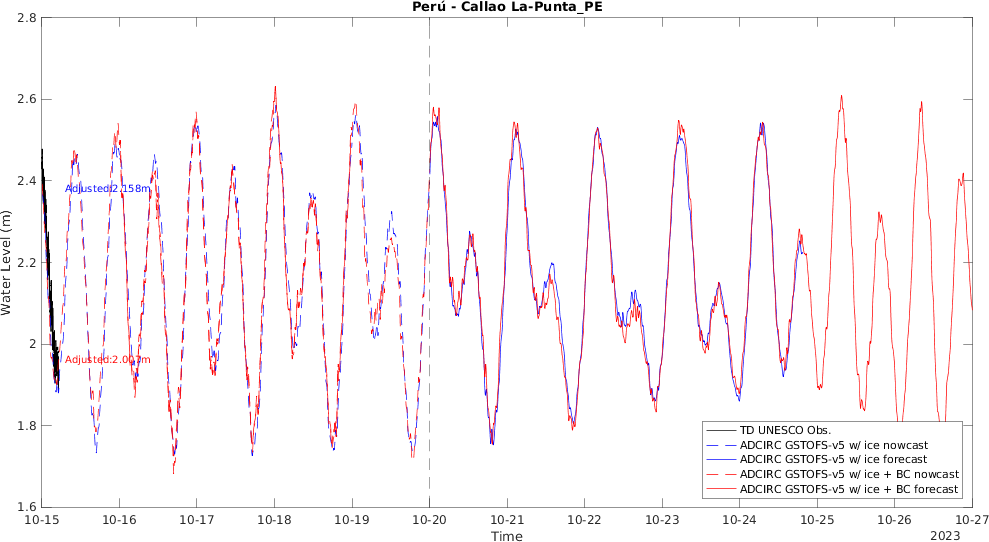 Perú - Callao La-Punta_PE
Water Level (m)
2.8
2.6
2.4
2.2
2
1.8
1.6
Adjusted:2.158m
Adjusted:2.007m
TD UNESCO Obs.
ADCIRC GSTOFS-v5 w/ ice nowcast
ADCIRC GSTOFS-v5 w/ ice forecast
ADCIRC GSTOFS-v5 w/ ice + BC nowcast
ADCIRC GSTOFS-v5 w/ ice + BC forecast
10-15 10-16 10-17 10-18 10-19 10-20 10-21 10-22 10-23 10-24 10-25 10-26 10-27
Time
2023